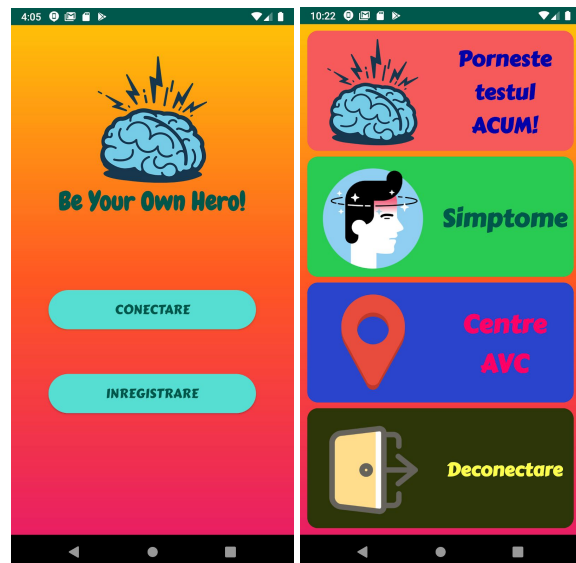 4:05
Be Your Own Hero!
CONECTARE
INREGISTRARE
10:22
Porneste
testul
ACUM!
Simptome
Centre
AVC
Deconectare